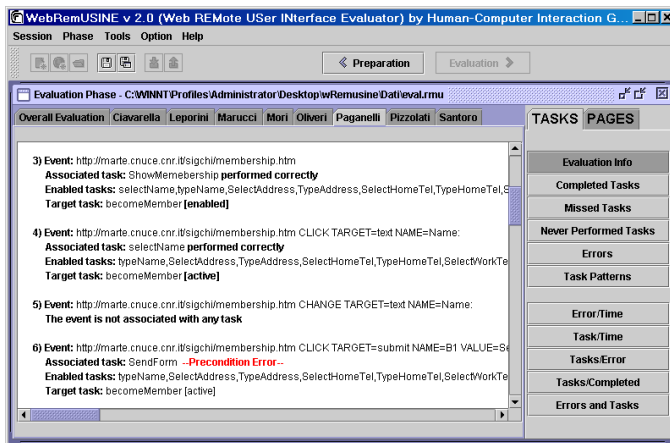 WebRemUSINE v 2.0 (Web REMote USer INterface Evaluator) by Human-Computer Interaction G...
Session Phase Tools Option Help
Preparation
Evaluation
Evaluation Phase - C:\WINNT\Profiles\Administrator\Desktop\wRemusine\Dati\eval.rmu
Overall Evaluation Ciavarella Leporini Marucci Mori Oliveri Paganelli Pizzolati Santoro
TASKS PAGES
3) Event: http://marte.cnuce.cnr.it/sigchi/membership.htm
Associated task: ShowMemebership performed correctly
Enabled tasks: selectName,typeName,SelectAddress,TypeAddress,SelectHomeTel,TypeHomeTel,S
Target task: becomeMember [enabled]
4) Event: http://marte.cnuce.cnr.it/sigchi/membership.htm CLICK TARGET=text NAME=Name:
Associated task: selectName performed correctly
Enabled tasks: typeName,SelectAddress,TypeAddress,SelectHomeTel,TypeHomeTel,SelectWorkTe
Target task: becomeMember [active]
5) Event: http://marte.cnuce.cnr.it/sigchi/membership.htm CHANGE TARGET=text NAME=Name:
The event is not associated with any task
6) Event: http://marte.cnuce.cnr.it/sigchi/membership.htm CLICK TARGET=submit NAME=B1 VALUE=Se
Associated task: SendForm --Precondition Error--
Enabled tasks: typeName,SelectAddress,TypeAddress,SelectHomeTel,TypeHomeTel,SelectWorkTe
Target task: becomeMember [active]
Evaluation Info
Completed Tasks
Missed Tasks
Never Performed Tasks
Errors
Task Patterns
Error/Time
Task/Time
Tasks/Error
Tasks/Completed
Errors and Tasks